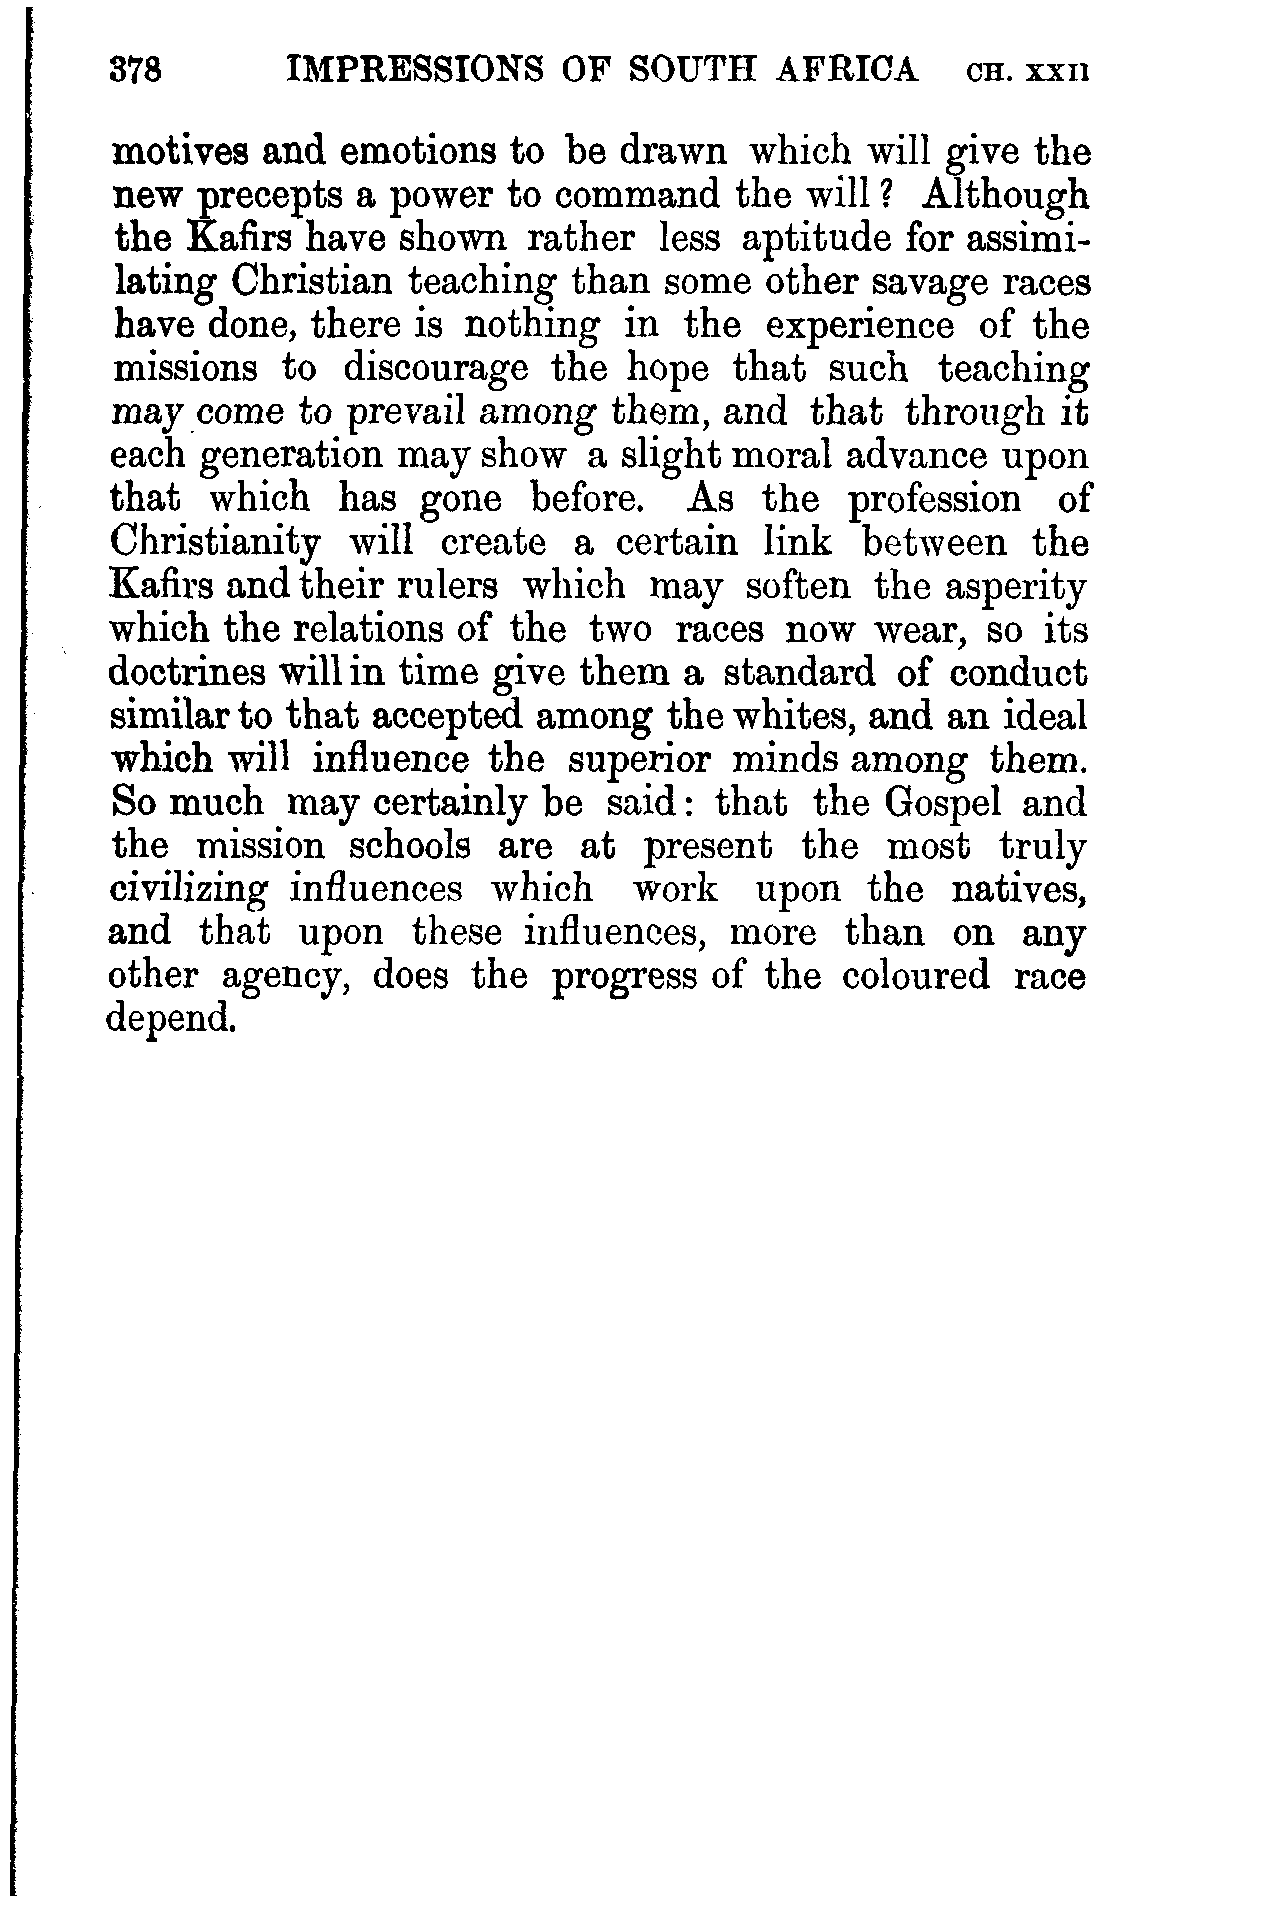 378 IMPRESSIONS OF SOUTH AFRICA CH. XXII
motives and emotions to be drawn which will give the
new precepts a power to command the will? Although
the Kafirs have shown rather less aptitude for assimi-
lating Christian teaching than some other savage races
have done, there is nothing in the experience of the
missions to discourage the hope that such teaching
may come to prevail among them, and that through it
each generation may show a slight moral advance upon
that which has gone before. As the profession of
Christianity will create a certain link between the
Kafirs and their rulers which may soften the asperity
which the relations of the two races now wear, so its
doctrines will in time give them a standard of conduct
similar to that accepted among the whites, and an ideal
which will influence the superior minds among them.
So much may certainly be said: that the Gospel and
the mission schools are at present the most truly
civilizing influences which work upon the natives,
and that upon these influences, more than on any
other agency, does the progress of the coloured race
depend.